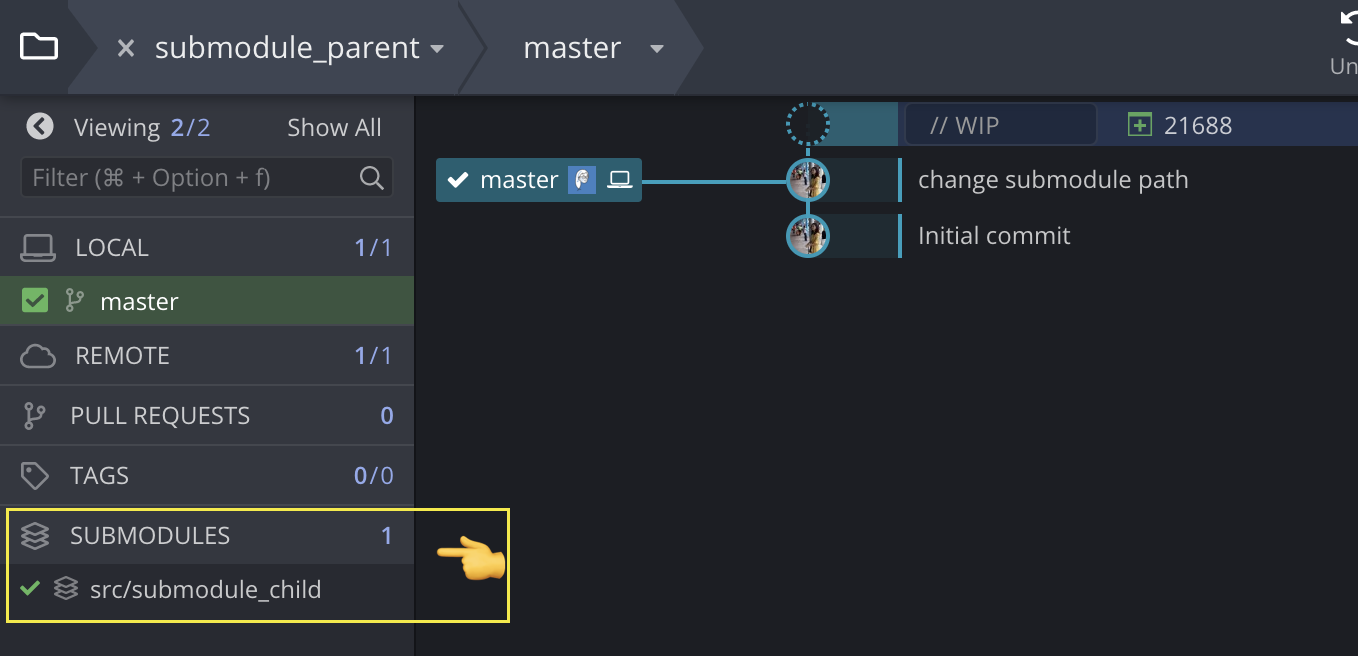 submodule_parent
master
Un
Viewing 2/2
Show All
Filter (⌘ + Option + f)
LOCAL 1/1
master
REMOTE 1/1
PULL REQUESTS 0
TAGS 0/0
SUBMODULES 1
src/submodule_child
// WIP
21688
master
change submodule path
Initial commit